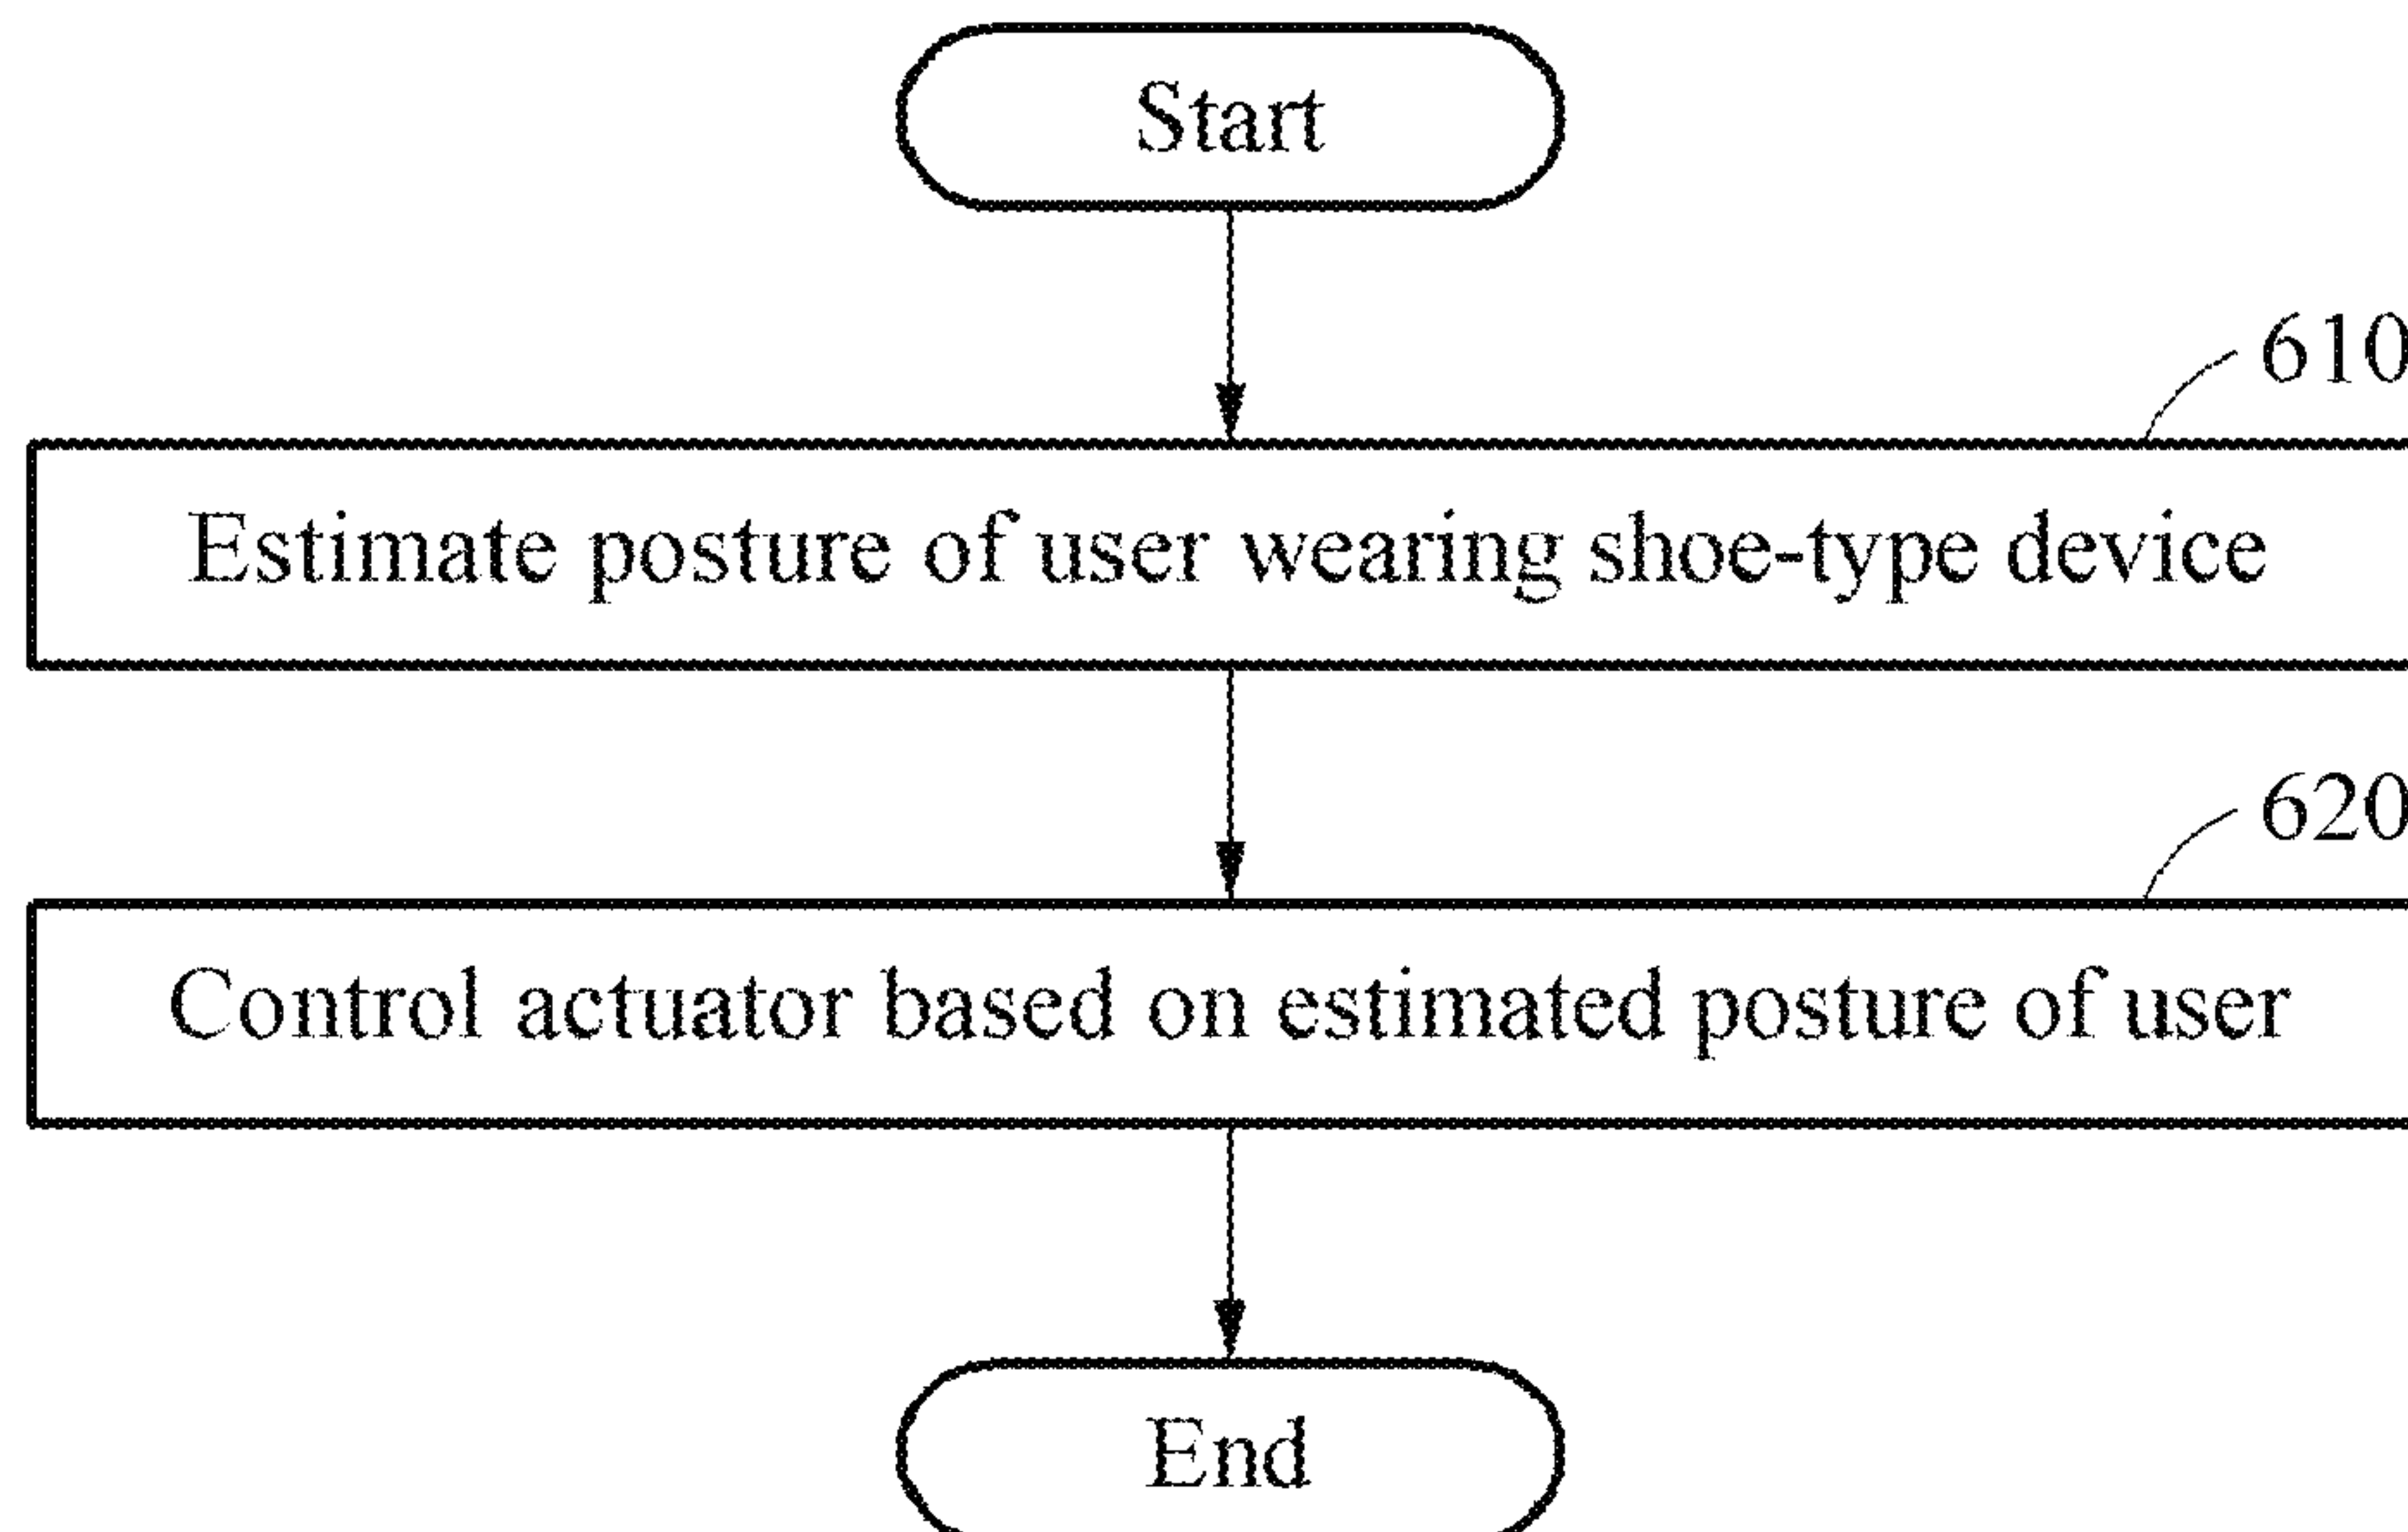 Start
610
Estimate posture of user wearing shoe-type device
620
Control actuator based on estimated posture of user
End